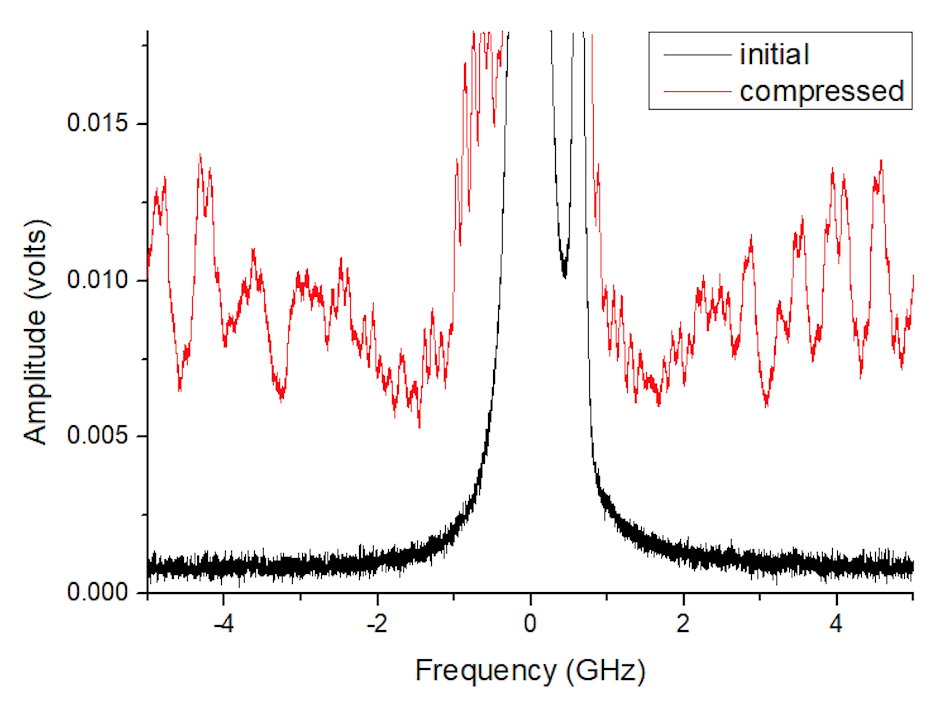 initial
compressed
0.015
0.010
0.005
0.000
Amplitude (volts)
-4 -2 0 2 4
Frequency (GHz)